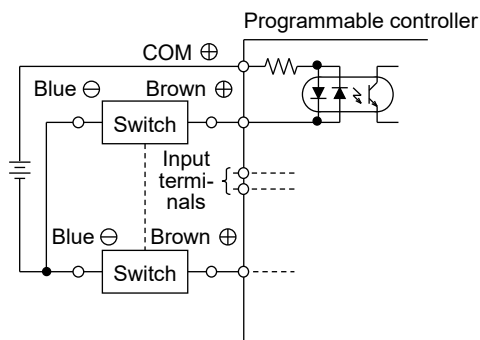 Programmable controller
COM ⊕
Blue ⊖ Brown ⊕
Switch
Input
termi-
nals
Blue ⊖ Brown ⊕
Switch